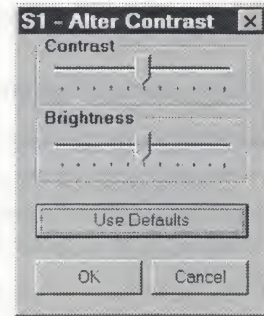 S1 - Alter Contrast
Contrast
Brightness
Use Defaults
OK
Cancel